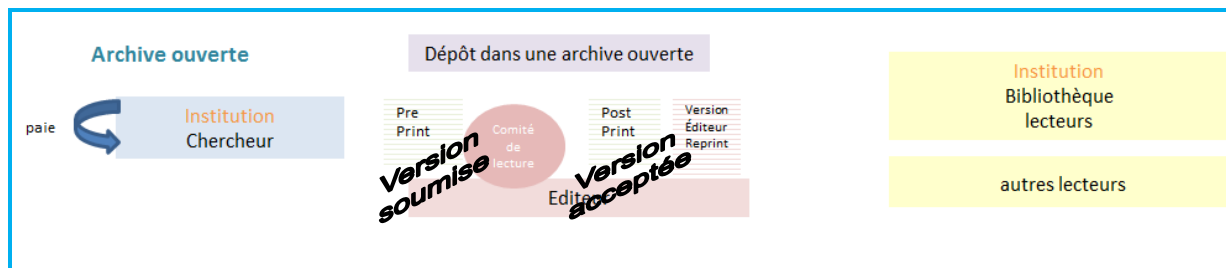 Archive ouverte
Dépôt dans une archive ouverte
paie
Institution
Chercheur
Pre
Print
Comité
de
lecture
Post
Print
Version
Éditeur
Reprint
Version
soumise
Version
acceptée
Editeur
Institution
Bibliothèque
lecteurs
autres lecteurs